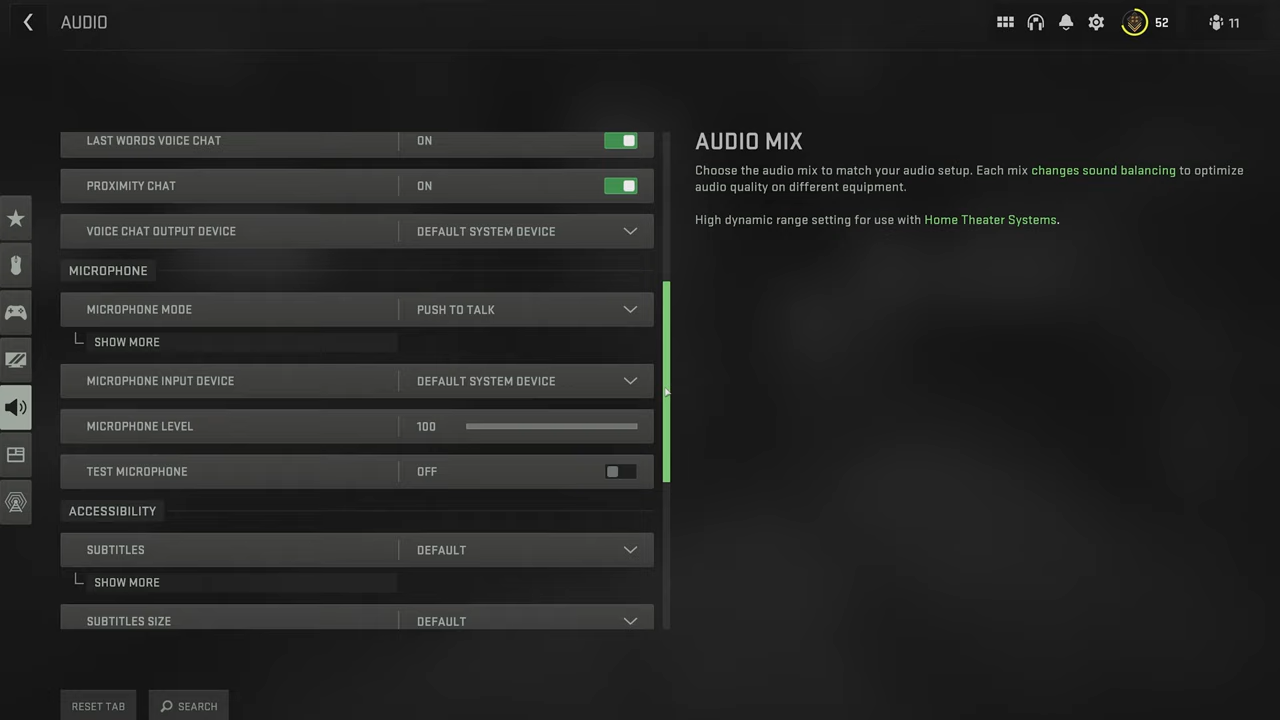 AUDIO
52
11
LAST WORDS VOICE CHAT
ON
PROXIMITY CHAT
ON
VOICE CHAT OUTPUT DEVICE
DEFAULT SYSTEM DEVICE
MICROPHONE
MICROPHONE MODE
PUSH TO TALK
SHOW MORE
MICROPHONE INPUT DEVICE
DEFAULT SYSTEM DEVICE
MICROPHONE LEVEL
100
TEST MICROPHONE
OFF
ACCESSIBILITY
SUBTITLES
DEFAULT
SHOW MORE
SUBTITLES SIZE
DEFAULT
AUDIO MIX
Choose the audio mix to match your audio setup. Each mix changes sound balancing to optimize
audio quality on different equipment.
High dynamic range setting for use with Home Theater Systems.
RESET TAB
SEARCH